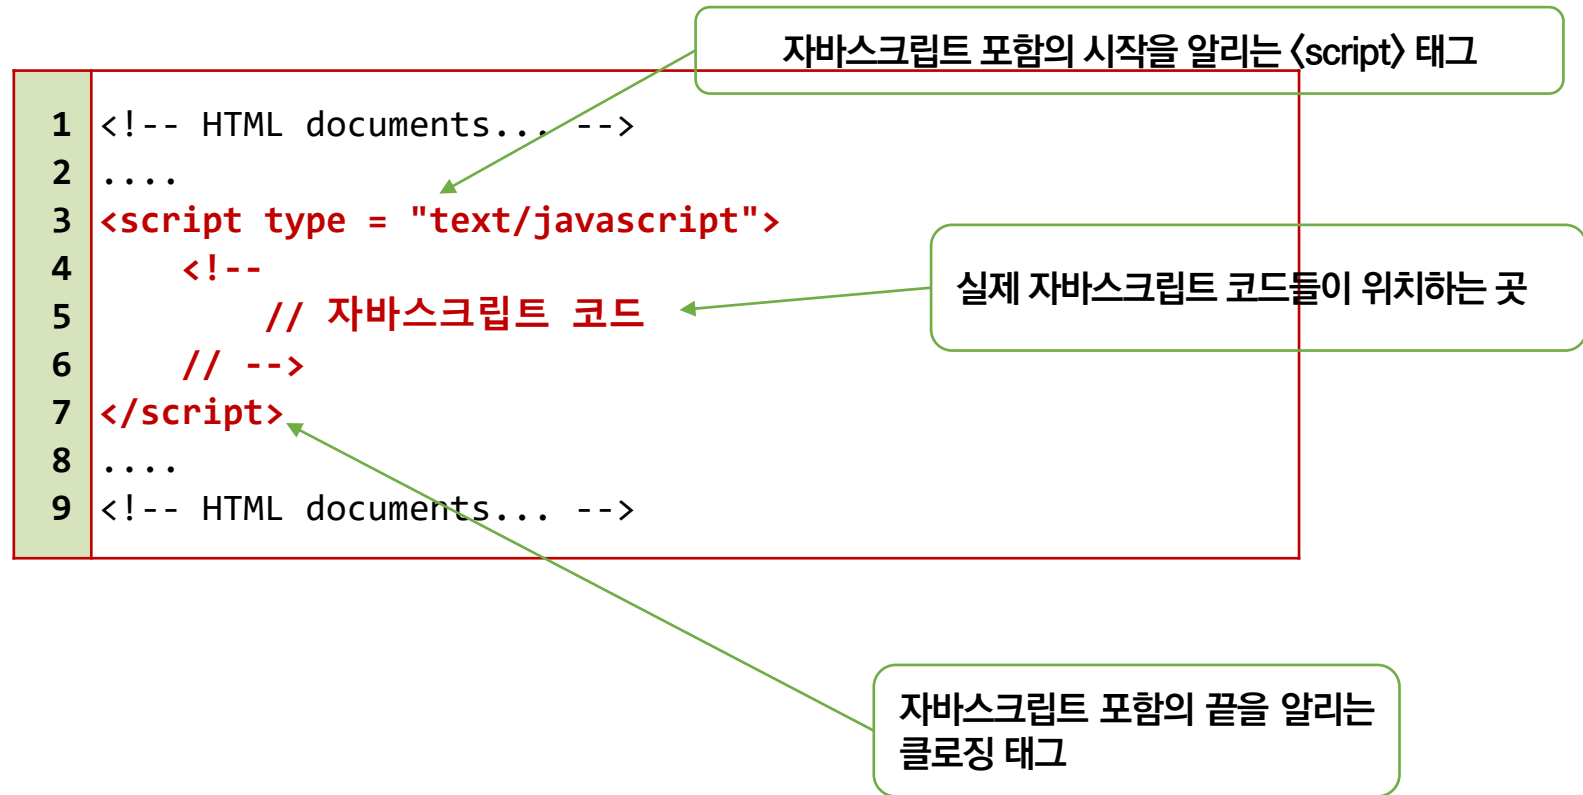 자바스크립트 포함의 시작을 알리는 〈script〉 태그
1 <!-- HTML documents... -->
2 ....
3 <script type = "text/javascript">
4 <!--
실제 자바스크립트 코드들이 위치하는 곳
5 // 자바스크립트 코드
6 // -->
7 </script>
8 ....
9 <!-- HTML documents... -->
자바스크립트 포함의 끝을 알리는
클로징 태그